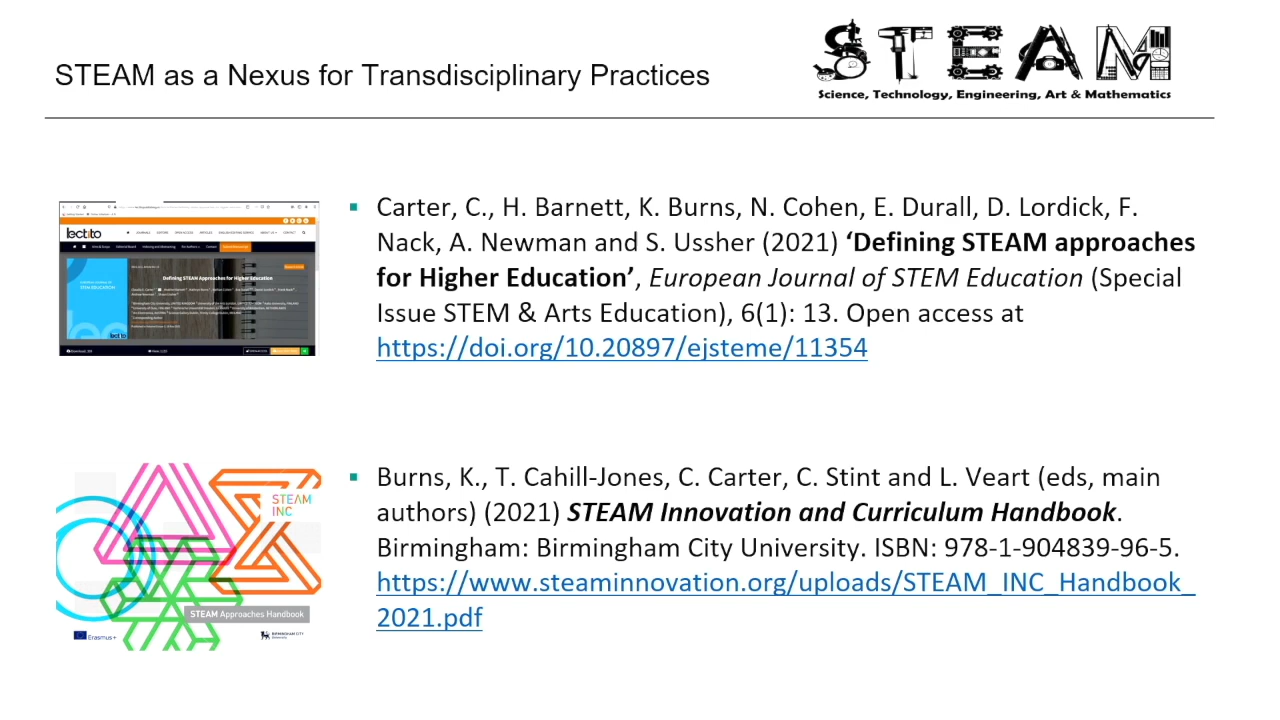 STEAM as a Nexus for Transdisciplinary Practices
STEAM
Science, Technology, Engineering, Art & Mathematics
lectito
Defining STEAM Approaches for Higher Education
Carter, C., H. Barnett, K. Burns, N. Cohen, E. Durall, D. Lordick, F.
Nack, A. Newman and S. Ussher (2021) ‘Defining STEAM approaches
for Higher Education’, European Journal of STEM Education (Special
Issue STEM & Arts Education), 6(1): 13. Open access at
https://doi.org/10.20897/ejsteme/11354
STEAM
INC
STEAM Approaches Handbook
Erasmus+
BIRMINGHAM CITY
University
Burns, K., T. Cahill-Jones, C. Carter, C. Stint and L. Veart (eds, main
authors) (2021) STEAM Innovation and Curriculum Handbook.
Birmingham: Birmingham City University. ISBN: 978-1-904839-96-5.
https://www.steaminnovation.org/uploads/STEAM_INC_Handbook_
2021.pdf